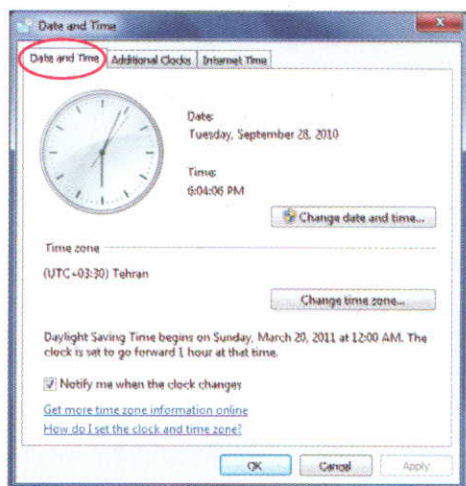 Date and Time
Date and Time Additional Clocks Internet Time
Date:
Tuesday, September 28, 2010
Time:
6:04:06 PM
Change date and time...
Time zone
(UTC+03:30) Tehran
Change time zone...
Daylight Saving Time begins on Sunday, March 20, 2011 at 12:00 AM. The
clock is set to go forward 1 hour at that time.
Notify me when the clock changes
Get more time zone information online
How do I set the clock and time zone?
OK Cancel Apply